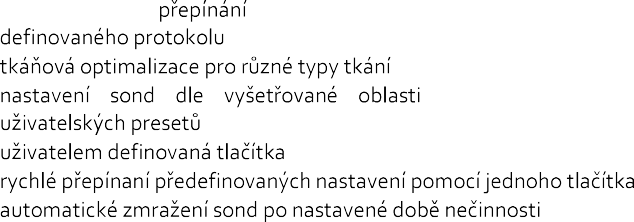 přepínání
definovaného protokolu
tkáňová optimalizace pro různé typy tkání
nastavení sond dle vyšetřované oblasti
uživatelských presetů
uživatelem definovaná tlačítka
rychlé přepínaní předefinovaných nastavení pomocí jednoho tlačítka
automatické zmražení sond po nastavené době nečinnosti